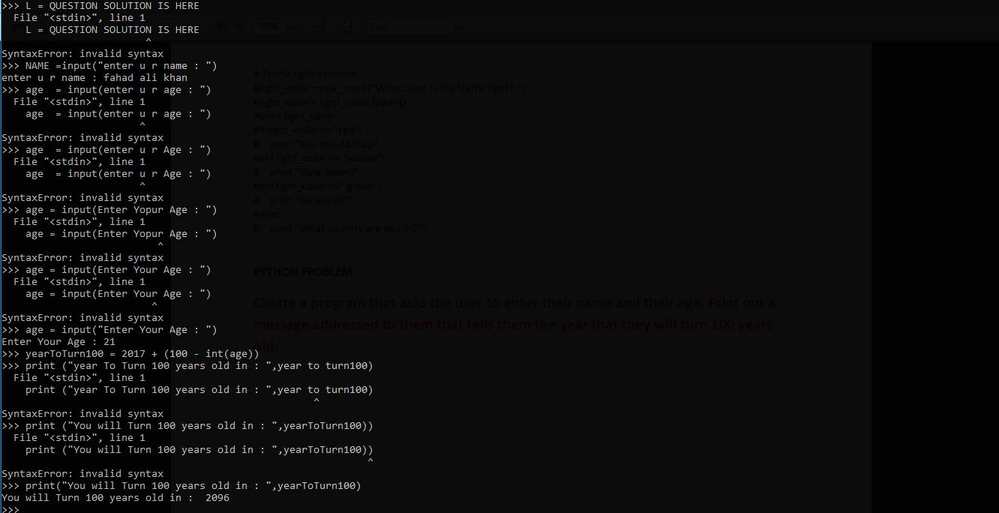 >>> L = QUESTION SOLUTION IS HERE
  File "<stdin>", line 1
    L = QUESTION SOLUTION IS HERE
                        ^
SyntaxError: invalid syntax
>>> NAME =input("enter u r name : ")
enter u r name : fahad ali khan
>>> age  = input(enter u r age : ")
  File "<stdin>", line 1
    age  = input(enter u r age : ")
                       ^
SyntaxError: invalid syntax
>>> age  = input(enter u r Age : ")
  File "<stdin>", line 1
    age  = input(enter u r Age : ")
                       ^
SyntaxError: invalid syntax
>>> age = input(Enter Yopur Age : ")
  File "<stdin>", line 1
    age = input(Enter Yopur Age : ")
                          ^
SyntaxError: invalid syntax
>>> age = input(Enter Your Age : ")
  File "<stdin>", line 1
    age = input(Enter Your Age : ")
                         ^
SyntaxError: invalid syntax
>>> age = input("Enter Your Age : ")
Enter Your Age : 21
>>> yearToTurn100 = 2017 + (100 - int(age))
>>> print ("year To Turn 100 years old in : ",year to turn100)
  File "<stdin>", line 1
    print ("year To Turn 100 years old in : ",year to turn100)
                                                    ^
SyntaxError: invalid syntax
>>> print ("You will Turn 100 years old in : ",yearToTurn100))
  File "<stdin>", line 1
    print ("You will Turn 100 years old in : ",yearToTurn100))
                                                             ^
SyntaxError: invalid syntax
>>> print("You will Turn 100 years old in : ",yearToTurn100)
You will Turn 100 years old in :  2096
>>>
100%
Find
# Traffic light example
#light_color = raw_input("What color is the traffic light? ")
#light_color = light_color.lower()
#print light_color
#if light_color == "red":
#    print "You should stop"
#elif light_color == "yellow":
#    print "Slow down!"
#elif light_color == "green":
#    print "Go ahead!"
#else:
#    print "What country are you in??"
PYTHON PROBLEM:
Create a program that asks the user to enter their name and their age. Print out a
message addressed to them that tells them the year that they will turn 100 years
old.